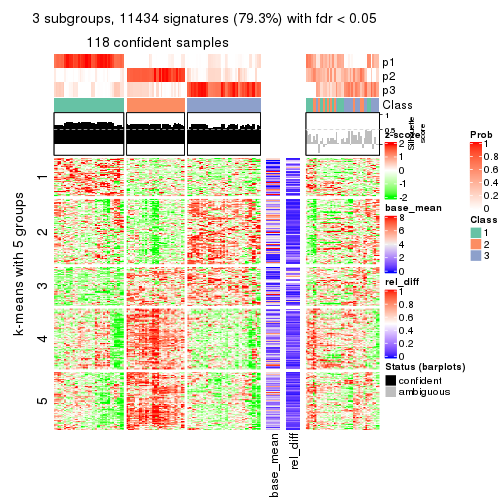 3 subgroups, 11434 signatures (79.3%) with fdr < 0.05
118 confident samples
p1
p2
p3
Class
1
0.5
Silhouette
score
k-means with 5 groups
1
2
3
4
5
base_mean
rel_diff
z-score
2
1
0
-1
-2
base_mean
8
6
4
2
0
rel_diff
1
0.8
0.6
0.4
0.2
0
Status (barplots)
confident
ambiguous
Prob
1
0.8
0.6
0.4
0.2
0
Class
1
2
3